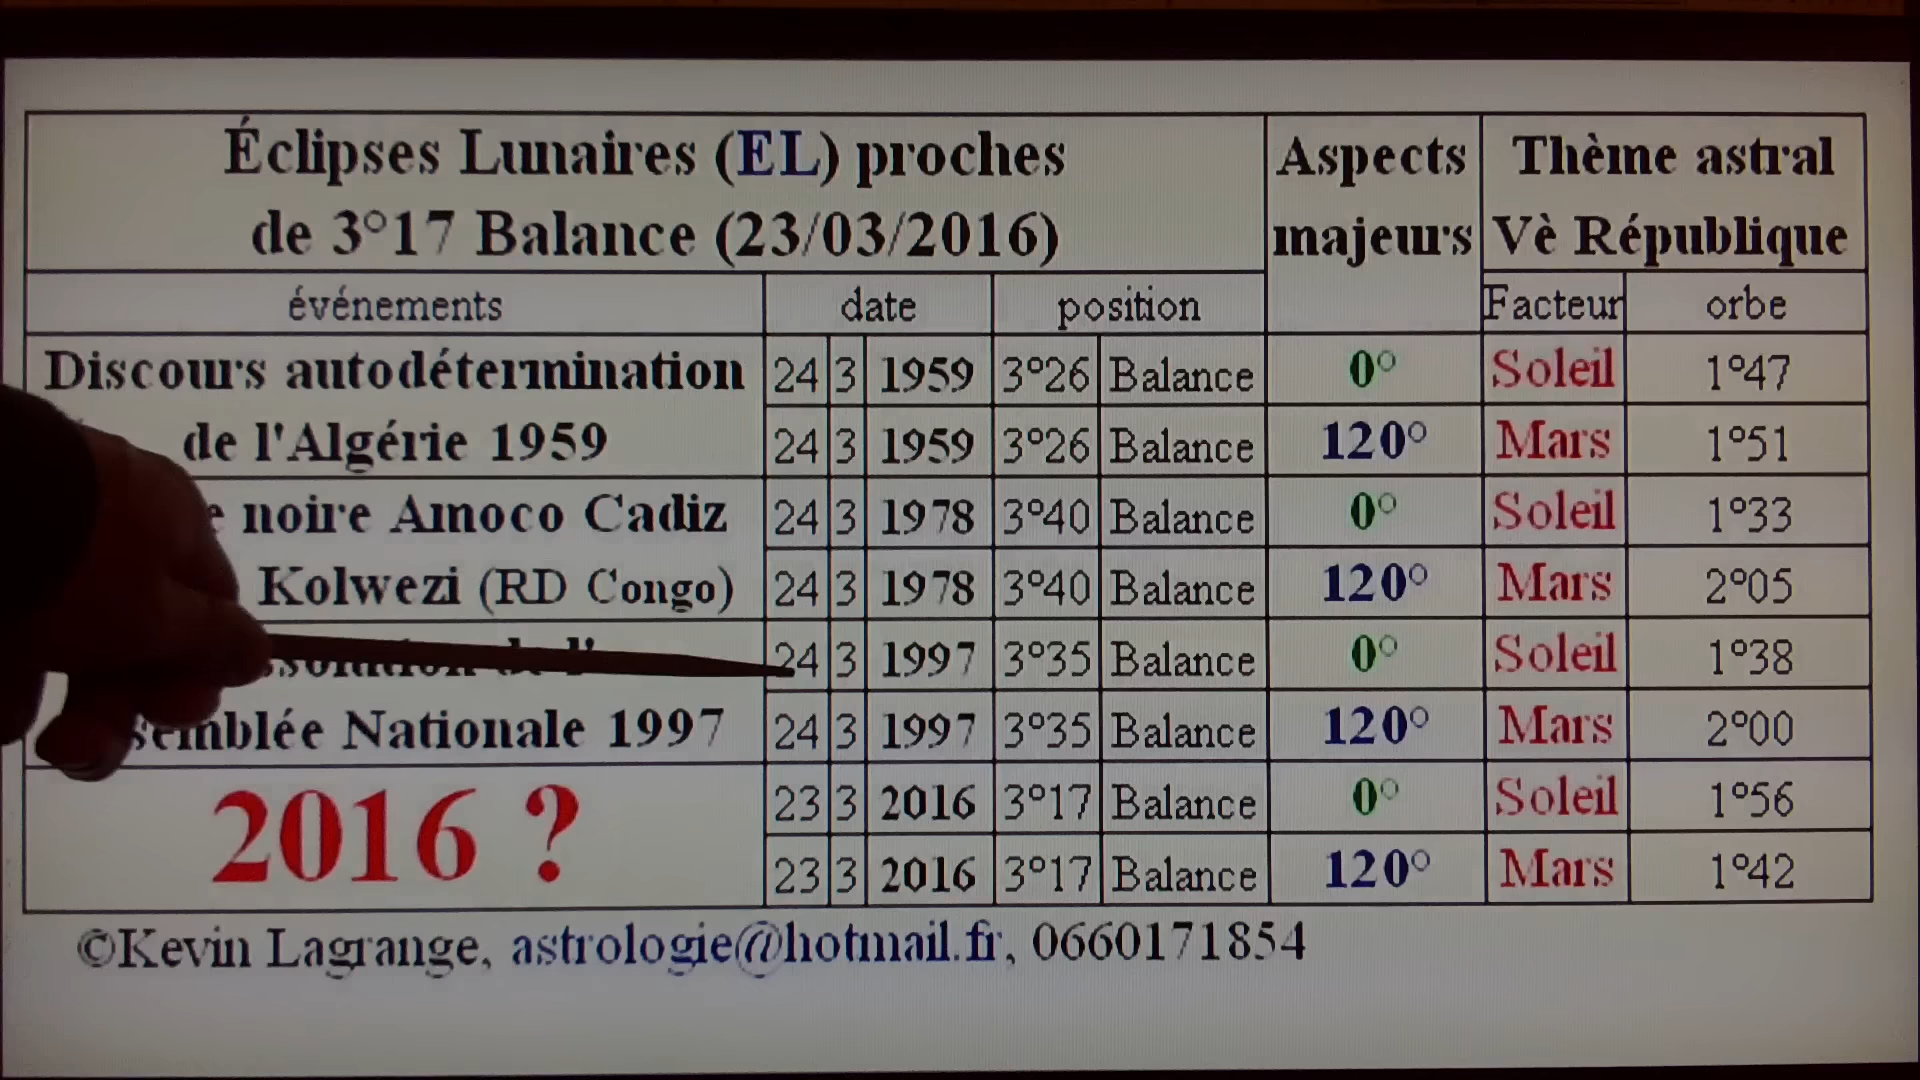 Éclipses Lunaires (EL) proches
de 3°17 Balance (23/03/2016)
Aspects
majeurs
Thème astral
Vè République
événements date position Facteur orbe
Discours autodétermination 24 3 1959 3°26 Balance 0° Soleil 1°47
de l'Algérie 1959 24 3 1959 3°26 Balance 120° Mars 1°51
noire Amoco Cadiz 24 3 1978 3°40 Balance 0° Soleil 1°33
Kolwezi (RD Congo) 24 3 1978 3°40 Balance 120° Mars 2°05
24 3 1997 3°35 Balance 0° Soleil 1°38
Nationale 1997 24 3 1997 3°35 Balance 120° Mars 2°00
2016 ?
23 3 2016 3°17 Balance 0° Soleil 1°56
23 3 2016 3°17 Balance 120° Mars 1°42
©Kevin Lagrange, astrologie@hotmail.fr, 0660171854